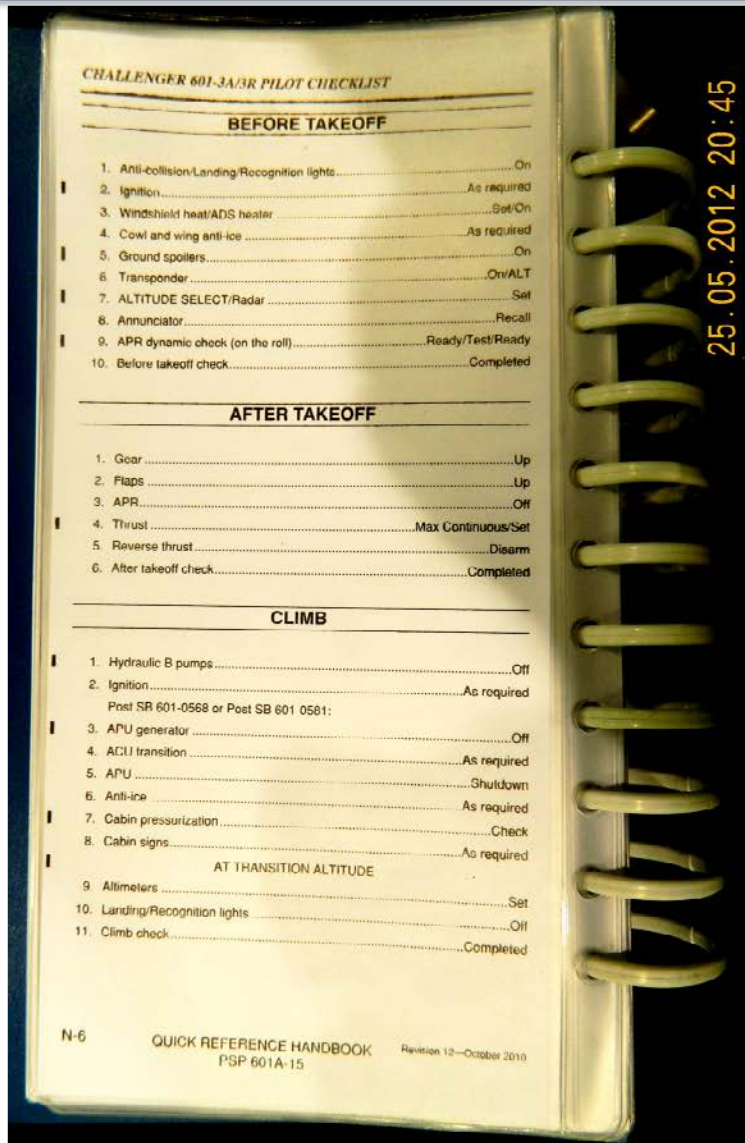 CHALLENGER 601-3A/3R PILOT CHECKLIST
BEFORE TAKEOFF
1. Anti-collision/Landing/Recognition lights.....On
2. Ignition.....As required
3. Windshield heat/ADS heater.....Set/On
4. Cowl and wing anti-ice.....As required
5. Ground spoilers.....On
6. Transponder.....On/ALT
7. ALTITUDE SELECT/Radar.....Set
8. Annunciator.....Recall
9. APR dynamic check (on the roll).....Ready/Test/Ready
10. Before takeoff check.....Completed
AFTER TAKEOFF
1. Gear.....Up
2. Flaps.....Up
3. APR.....Off
4. Thrust.....Max Continuous/Set
5. Reverse thrust.....Disarm
6. After takeoff check.....Completed
CLIMB
1. Hydraulic B pumps.....Off
2. Ignition.....As required
Post SB 601-0568 or Post SB 601 0581:
3. APU generator.....Off
4. ACU transition.....As required
5. APU.....Shutdown
6. Anti-ice.....As required
7. Cabin pressurization.....Check
8. Cabin signs.....As required
AT TRANSITION ALTITUDE
9. Altimeters.....Set
10. Landing/Recognition lights.....Off
11. Climb check.....Completed
N-6
QUICK REFERENCE HANDBOOK
PSP 601A-15
Revision 12—October 2010
25.05.2012 20:45